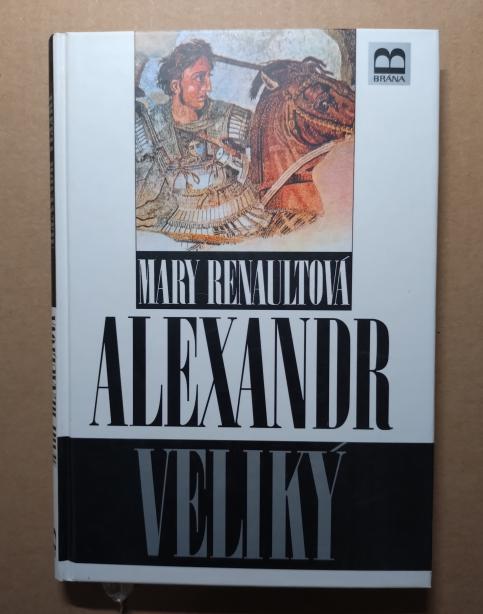 B
BRÁNA
MARY RENAULTOVÁ
ALEXANDR
VELIKÝ